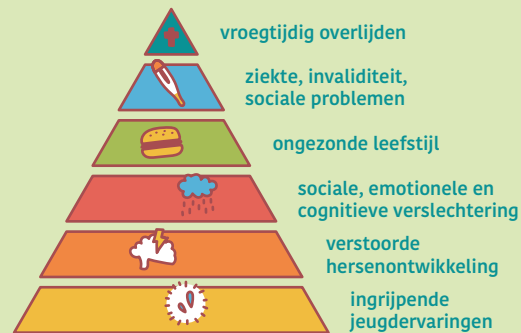 vroegtijdig overlijden
ziekte, invaliditeit,
sociale problemen
ongezonde leefstijl
sociale, emotionele en
cognitieve verslechtering
verstoorde
hersenontwikkeling
ingrijpende
jeugdervaringen